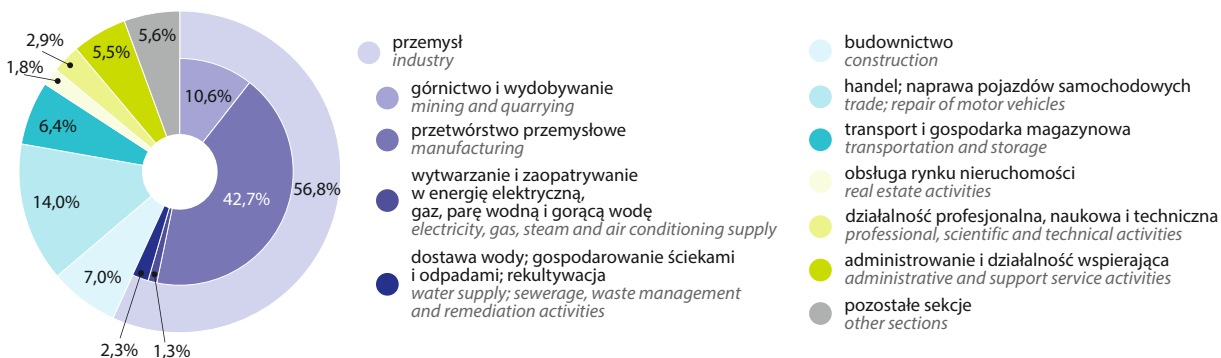 5,6%
5,5%
2,9%
1,8%
6,4%
14,0%
7,0%
2,3%
1,3%
10,6%
42,7%
56,8%
przemysł
industry
górnictwo i wydobywanie
mining and quarrying
przetwórstwo przemysłowe
manufacturing
wytwarzanie i zaopatrywanie
w energię elektryczną,
gaz, parę wodną i gorącą wodę
electricity, gas, steam and air conditioning supply
dostawa wody; gospodarowanie ściekami
i odpadami; rekultywacja
water supply; sewerage, waste management
and remediation activities
budownictwo
construction
handel; naprawa pojazdów samochodowych
trade; repair of motor vehicles
transport i gospodarka magazynowa
transportation and storage
obsługa rynku nieruchomości
real estate activities
działalność profesjonalna, naukowa i techniczna
professional, scientific and technical activities
administrowanie i działalność wspierająca
administrative and support service activities
pozostałe sekcje
other sections